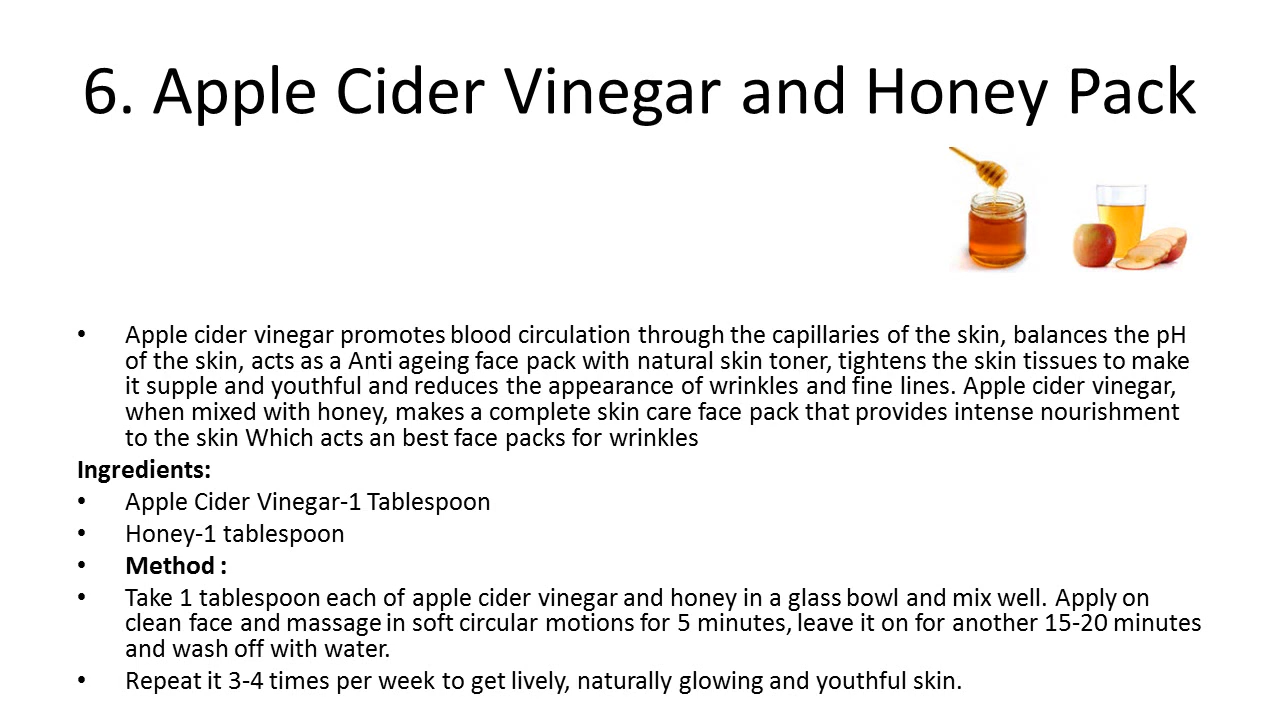 6. Apple Cider Vinegar and Honey Pack
• Apple cider vinegar promotes blood circulation through the capillaries of the skin, balances the pH
of the skin, acts as a Anti ageing face pack with natural skin toner, tightens the skin tissues to make
it supple and youthful and reduces the appearance of wrinkles and fine lines. Apple cider vinegar,
when mixed with honey, makes a complete skin care face pack that provides intense nourishment
to the skin Which acts an best face packs for wrinkles
Ingredients:
• Apple Cider Vinegar-1 Tablespoon
• Honey-1 tablespoon
• Method :
• Take 1 tablespoon each of apple cider vinegar and honey in a glass bowl and mix well. Apply on
clean face and massage in soft circular motions for 5 minutes, leave it on for another 15-20 minutes
and wash off with water.
• Repeat it 3-4 times per week to get lively, naturally glowing and youthful skin.